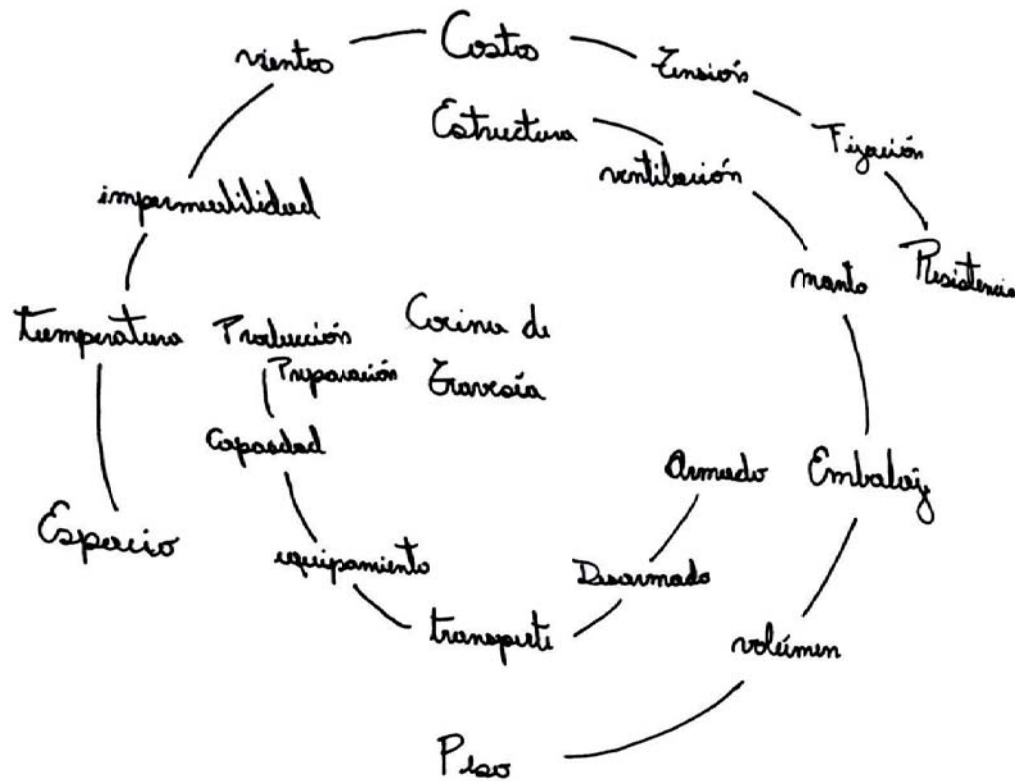 Costo
viento
Tensión
Estructura
Fijación
ventilación
impermeabilidad
manto
Resistencia
Temperatura
Producción
Preparación
Cocina de
Travesía
Capacidad
Armado
Embalaje
Espacio
equipamiento
Desarmado
transporte
volúmen
Peso